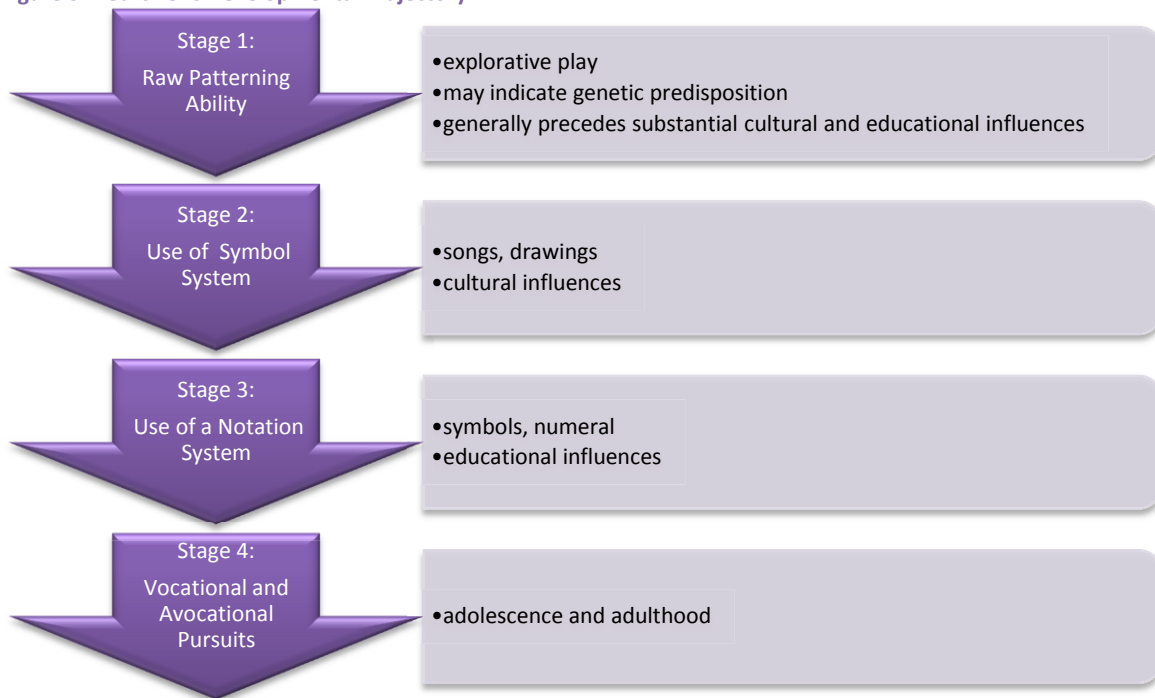 Stage 1:
Raw Patterning
Ability
•explorative play
•may indicate genetic predisposition
•generally precedes substantial cultural and educational influences
Stage 2:
Use of Symbol
System
•songs, drawings
•cultural influences
Stage 3:
Use of a Notation
System
•symbols, numeral
•educational influences
Stage 4:
Vocational and
Avocational
Pursuits
•adolescence and adulthood